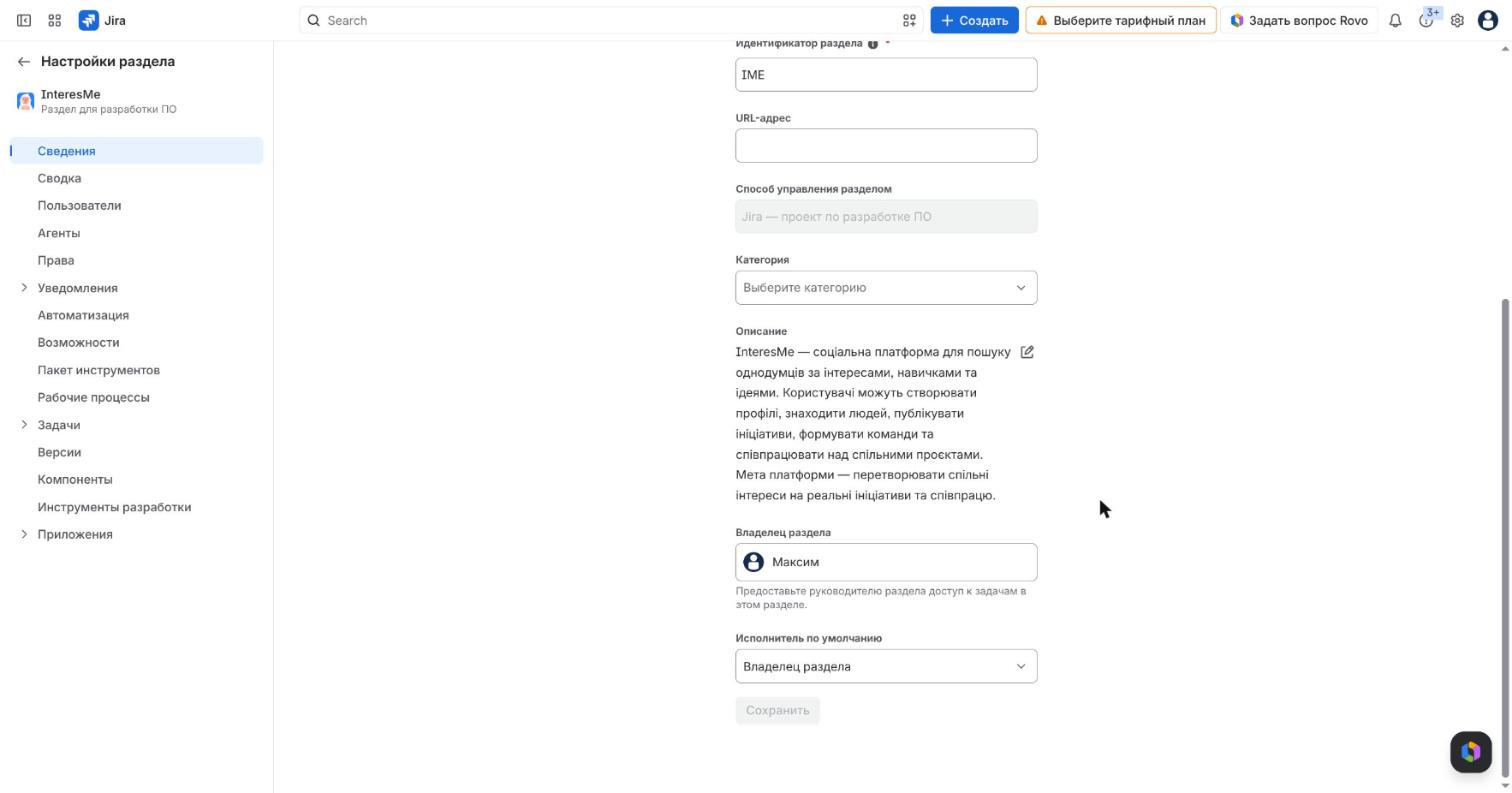 Jira
Search
Создать
Выберите тарифный план
Задать вопрос Rovo
3+
Настройки раздела
InteresMe
Раздел для разработки ПО
Сведения
Сводка
Пользователи
Агенты
Права
Уведомления
Автоматизация
Возможности
Пакет инструментов
Рабочие процессы
Задачи
Версии
Компоненты
Инструменты разработки
Приложения
Идентификатор раздела *
IME
URL-адрес
Способ управления разделом
Jira — проект по разработке ПО
Категория
Выберите категорию
Описание
InteresMe — соціальна платформа для пошуку
однодумців за інтересами, навичками та
ідеями. Користувачі можуть створювати
профілі, знаходити людей, публікувати
ініціативи, формувати команди та
співпрацювати над спільними проєктами.
Мета платформи — перетворювати спільні
інтереси на реальні ініціативи та співпрацю.
Владелец раздела
Максим
Предоставьте руководителю раздела доступ к задачам в
этом разделе.
Исполнитель по умолчанию
Владелец раздела
Сохранить